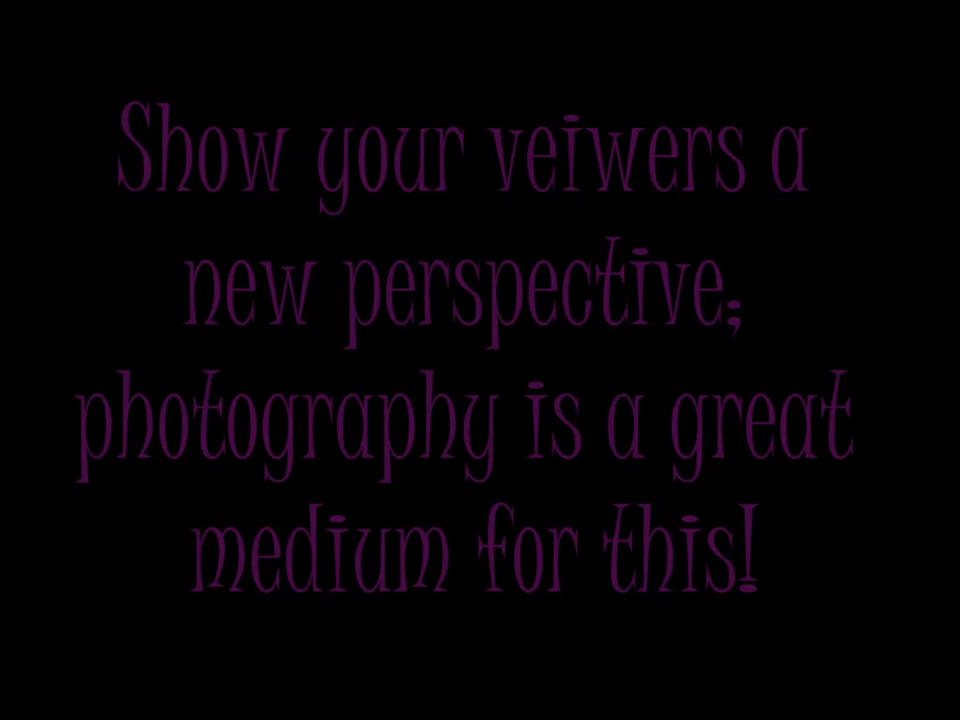 Show your veiwers a
new perspective;
photography is a great
medium for this!